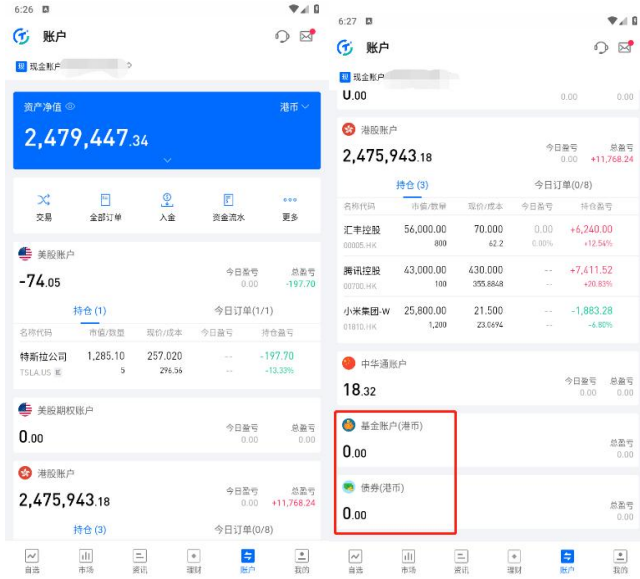 6:26
账户
现 现金账户
资产净值
港币
2,479,447.34
交易 全部订单 入金 资金流水 更多
美股账户
今日盈亏 总盈亏
-74.05 0.00 -197.70
持仓 (1) 今日订单(1/1)
名称代码 市值/数量 现价/成本 今日盈亏 持仓盈亏
特斯拉公司 1,285.10 257.020 -- -197.70
TSLA.US 5 296.56 -- -13.33%
美股期权账户
今日盈亏 总盈亏
0.00 0.00 0.00
港股账户
今日盈亏 总盈亏
2,475,943.18 0.00 +11,768.24
持仓 (3) 今日订单(0/8)
自选 市场 资讯 理财 账户 我的
6:27
账户
现 现金账户
0.00 0.00 0.00
港股账户
今日盈亏 总盈亏
2,475,943.18 0.00 +11,768.24
持仓 (3) 今日订单(0/8)
名称代码 市值/数量 现价/成本 今日盈亏 持仓盈亏
汇丰控股 56,000.00 70.000 0.00 +6,240.00
00005.HK 800 62.2 0.00% +12.54%
腾讯控股 43,000.00 430.000 -- +7,411.52
00700.HK 100 355.8848 -- +20.83%
小米集团-W 25,800.00 21.500 -- -1,883.28
01810.HK 1,200 23.0694 -- -6.80%
中华通账户
今日盈亏 总盈亏
18.32 0.00 0.00
基金账户(港币)
总盈亏
0.00 0.00
债券(港币)
总盈亏
0.00 0.00
自选 市场 资讯 理财 账户 我的